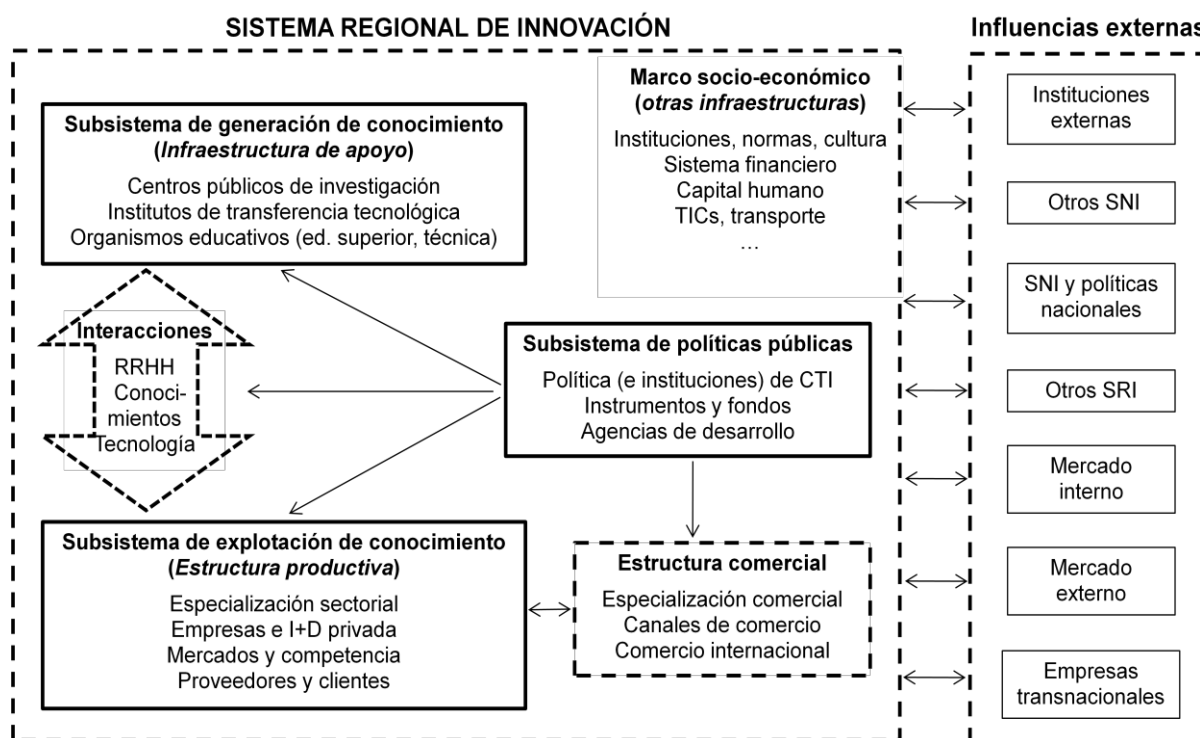 SISTEMA REGIONAL DE INNOVACIÓN
Influencias externas
Marco socio-económico
(otras infraestructuras)
Instituciones, normas, cultura
Sistema financiero
Capital humano
TICs, transporte
...
Subsistema de generación de conocimiento
(Infraestructura de apoyo)
Centros públicos de investigación
Institutos de transferencia tecnológica
Organismos educativos (ed. superior, técnica)
Interacciones
RRHH
Conoci-
mientos
Tecnología
Subsistema de políticas públicas
Política (e instituciones) de CTI
Instrumentos y fondos
Agencias de desarrollo
Subsistema de explotación de conocimiento
(Estructura productiva)
Especialización sectorial
Empresas e I+D privada
Mercados y competencia
Proveedores y clientes
Estructura comercial
Especialización comercial
Canales de comercio
Comercio internacional
Instituciones
externas
Otros SNI
SNI y políticas
nacionales
Otros SRI
Mercado
interno
Mercado
externo
Empresas
transnacionales